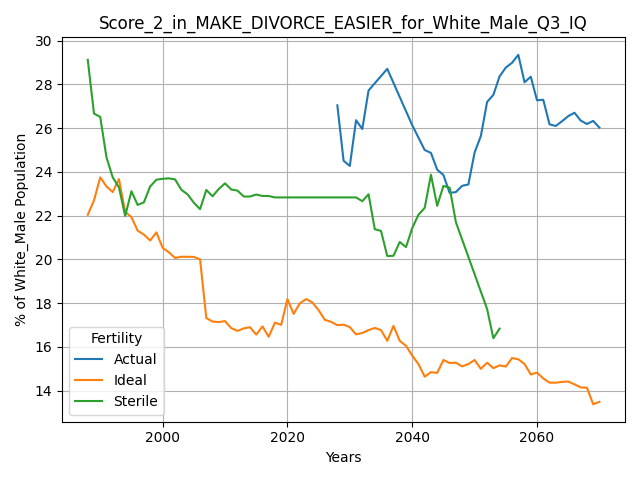 Score_2_in_MAKE_DIVORCE_EASIER_for_White_Male_Q3_IQ
% of White_Male Population
30
28
26
24
22
20
18
16
14
Fertility
Actual
Ideal
Sterile
2000 2020 2040 2060
Years